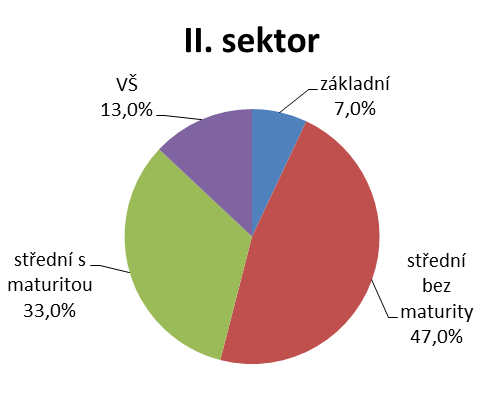 II. sektor
VŠ
13,0%
základní
7,0%
střední s
maturitou
33,0%
střední
bez
maturity
47,0%